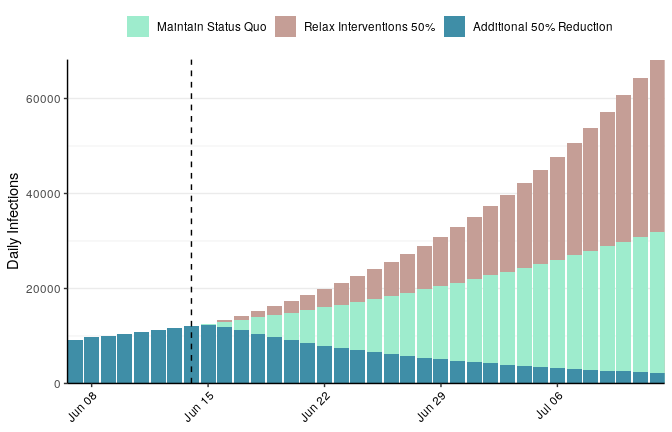 Maintain Status Quo Relax Interventions 50% Additional 50% Reduction
Daily Infections
60000
40000
20000
0
Jun 08 Jun 15 Jun 22 Jun 29 Jul 06